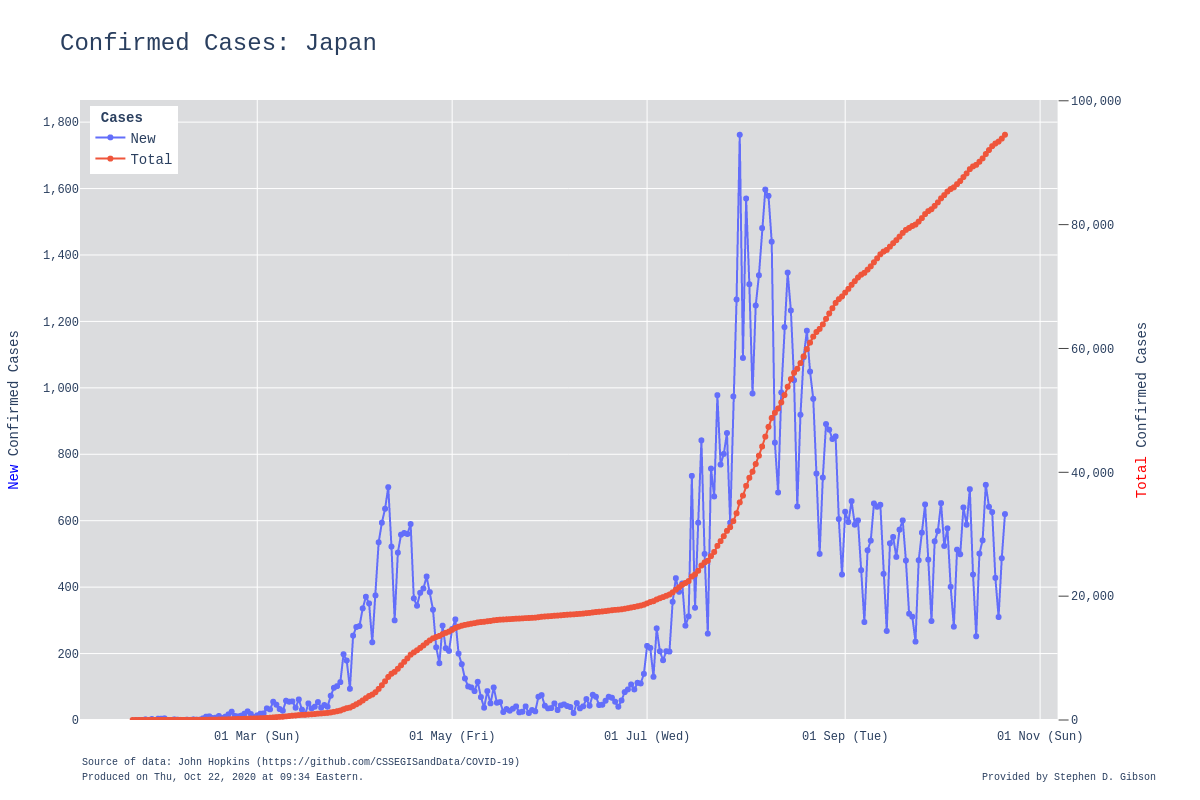 Confirmed Cases: Japan
Cases
New
Total
1,800
1,600
1,400
1,200
1,000
800
600
400
200
0
100,000
80,000
60,000
40,000
20,000
0
New Confirmed Cases
Total Confirmed Cases
01 Mar (Sun)
01 May (Fri)
01 Jul (Wed)
01 Sep (Tue)
01 Nov (Sun)
Source of data: John Hopkins (https://github.com/CSSEGISandData/COVID-19)
Produced on Thu, Oct 22, 2020 at 09:34 Eastern.
Provided by Stephen D. Gibson